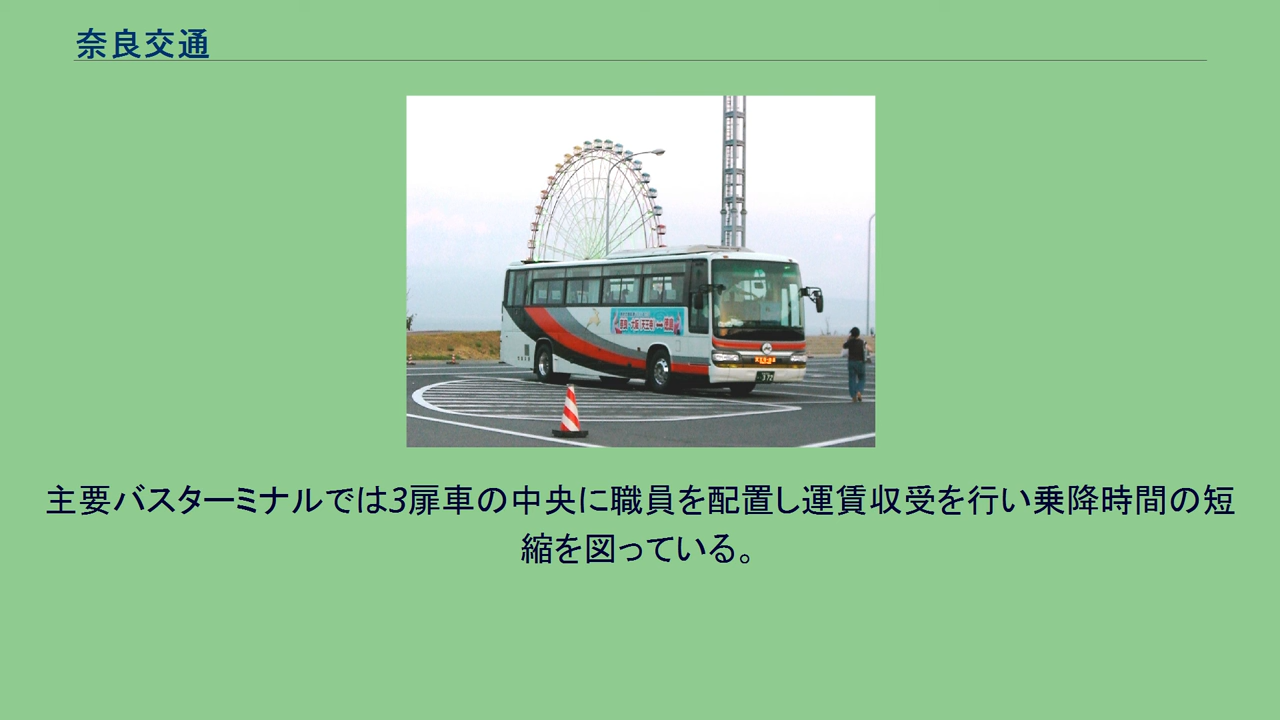 奈良交通
主要バスターミナルでは3扉車の中央に職員を配置し運賃収受を行い乗降時間の短
縮を図っている。